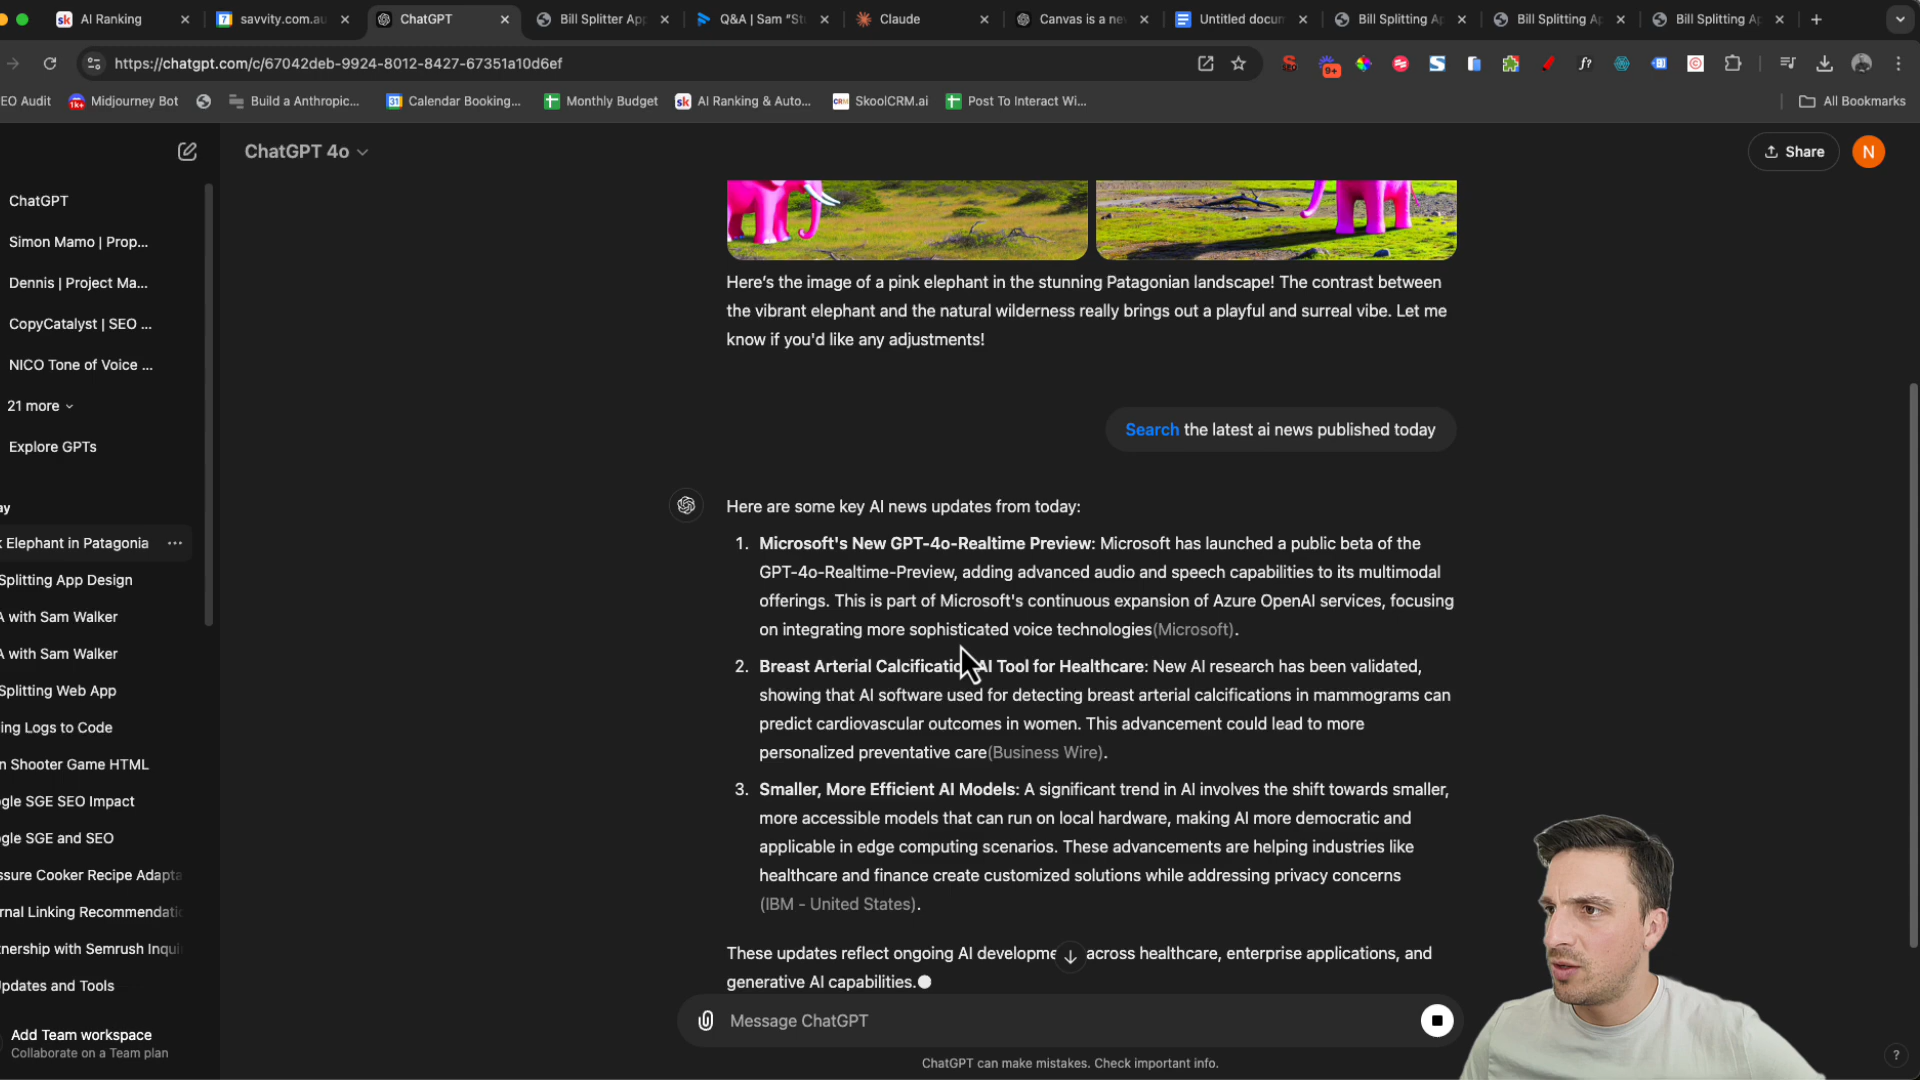 AI Ranking
savvity.com.au
ChatGPT
Bill Splitter App
Q&A | Sam "St
Claude
Canvas is a ne
Untitled docum
Bill Splitting Ap
Bill Splitting Ap
Bill Splitting Ap
https://chatgpt.com/c/67042deb-9924-8012-8427-67351a10d6ef
9+
f?
EO Audit
Midjourney Bot
Build a Anthropic...
Calendar Booking...
Monthly Budget
AI Ranking & Auto...
SkoolCRM.ai
Post To Interact Wi...
All Bookmarks
ChatGPT 4o
Share
N
ChatGPT
Simon Mamo | Prop...
Dennis | Project Ma...
CopyCatalyst | SEO ...
NICO Tone of Voice ...
21 more
Explore GPTs
ay
k Elephant in Patagonia
Splitting App Design
A with Sam Walker
A with Sam Walker
Splitting Web App
ing Logs to Code
n Shooter Game HTML
gle SGE SEO Impact
gle SGE and SEO
ssure Cooker Recipe Adapta
rnal Linking Recommendatic
tnership with Semrush Inqui
pdates and Tools
Add Team workspace
Collaborate on a Team plan
Here's the image of a pink elephant in the stunning Patagonian landscape! The contrast between
the vibrant elephant and the natural wilderness really brings out a playful and surreal vibe. Let me
know if you'd like any adjustments!
Search the latest ai news published today
Here are some key AI news updates from today:
1. Microsoft's New GPT-4o-Realtime Preview: Microsoft has launched a public beta of the
GPT-4o-Realtime-Preview, adding advanced audio and speech capabilities to its multimodal
offerings. This is part of Microsoft's continuous expansion of Azure OpenAI services, focusing
on integrating more sophisticated voice technologies(Microsoft).
2. Breast Arterial Calcificatio AI Tool for Healthcare: New AI research has been validated,
showing that AI software used for detecting breast arterial calcifications in mammograms can
predict cardiovascular outcomes in women. This advancement could lead to more
personalized preventative care(Business Wire).
3. Smaller, More Efficient AI Models: A significant trend in AI involves the shift towards smaller,
more accessible models that can run on local hardware, making AI more democratic and
applicable in edge computing scenarios. These advancements are helping industries like
healthcare and finance create customized solutions while addressing privacy concerns
(IBM - United States).
These updates reflect ongoing AI developme across healthcare, enterprise applications, and
generative AI capabilities.
Message ChatGPT
ChatGPT can make mistakes. Check important info.
?